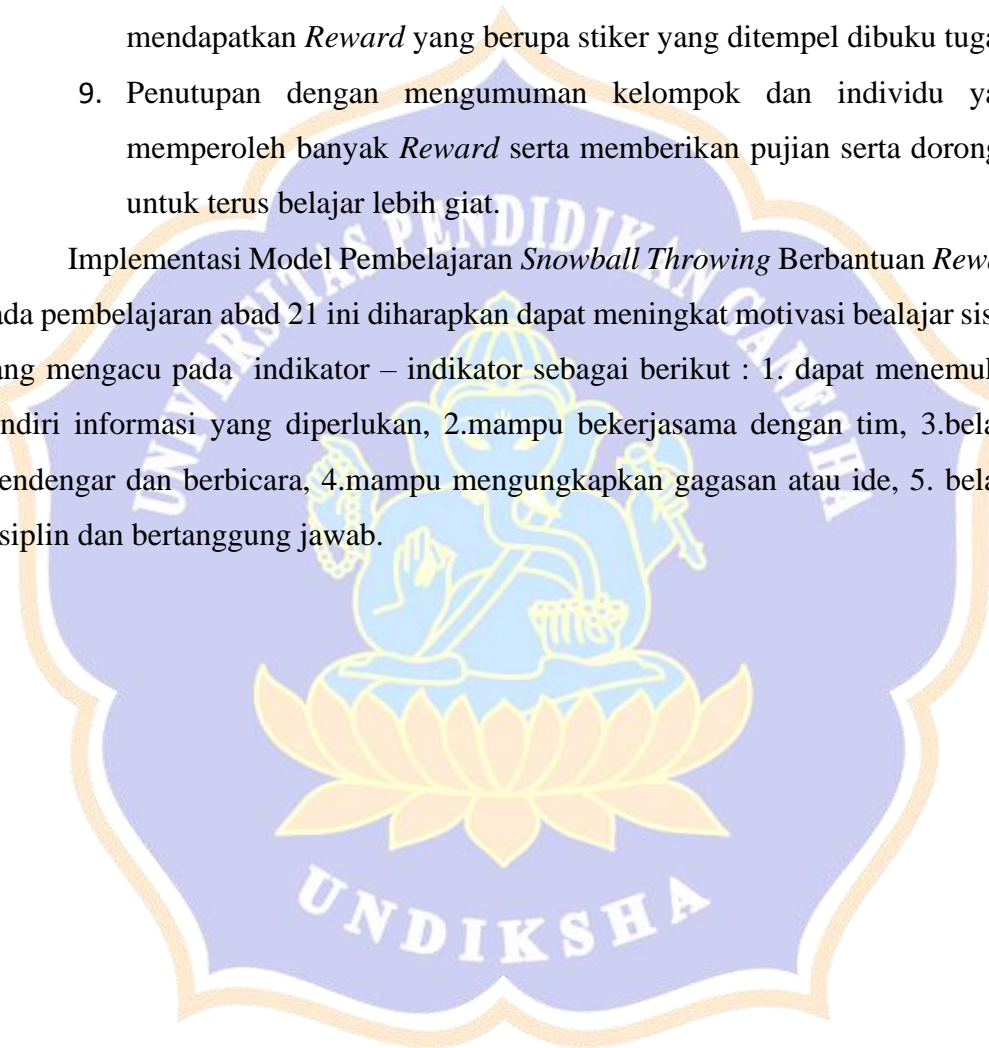 mendapatkan Reward yang berupa stiker yang ditempel dibuku tuga
9. Penutupan dengan mengumuman kelompok dan individu ya
memperoleh banyak Reward serta memberikan pujian serta dorong
untuk terus belajar lebih giat.
Implementasi Model Pembelajaran Snowball Throwing Berbantuan Rewa
ada pembelajaran abad 21 ini diharapkan dapat meningkat motivasi bealajar sis
ang mengacu pada indikator – indikator sebagai berikut : 1. dapat menemuk
ndiri informasi yang diperlukan, 2.mampu bekerjasama dengan tim, 3.bela
endengar dan berbicara, 4.mampu mengungkapkan gagasan atau ide, 5. bela
siplin dan bertanggung jawab.
UNIVERSITAS PENDIDIKAN GANESHA
UNDIKSHA